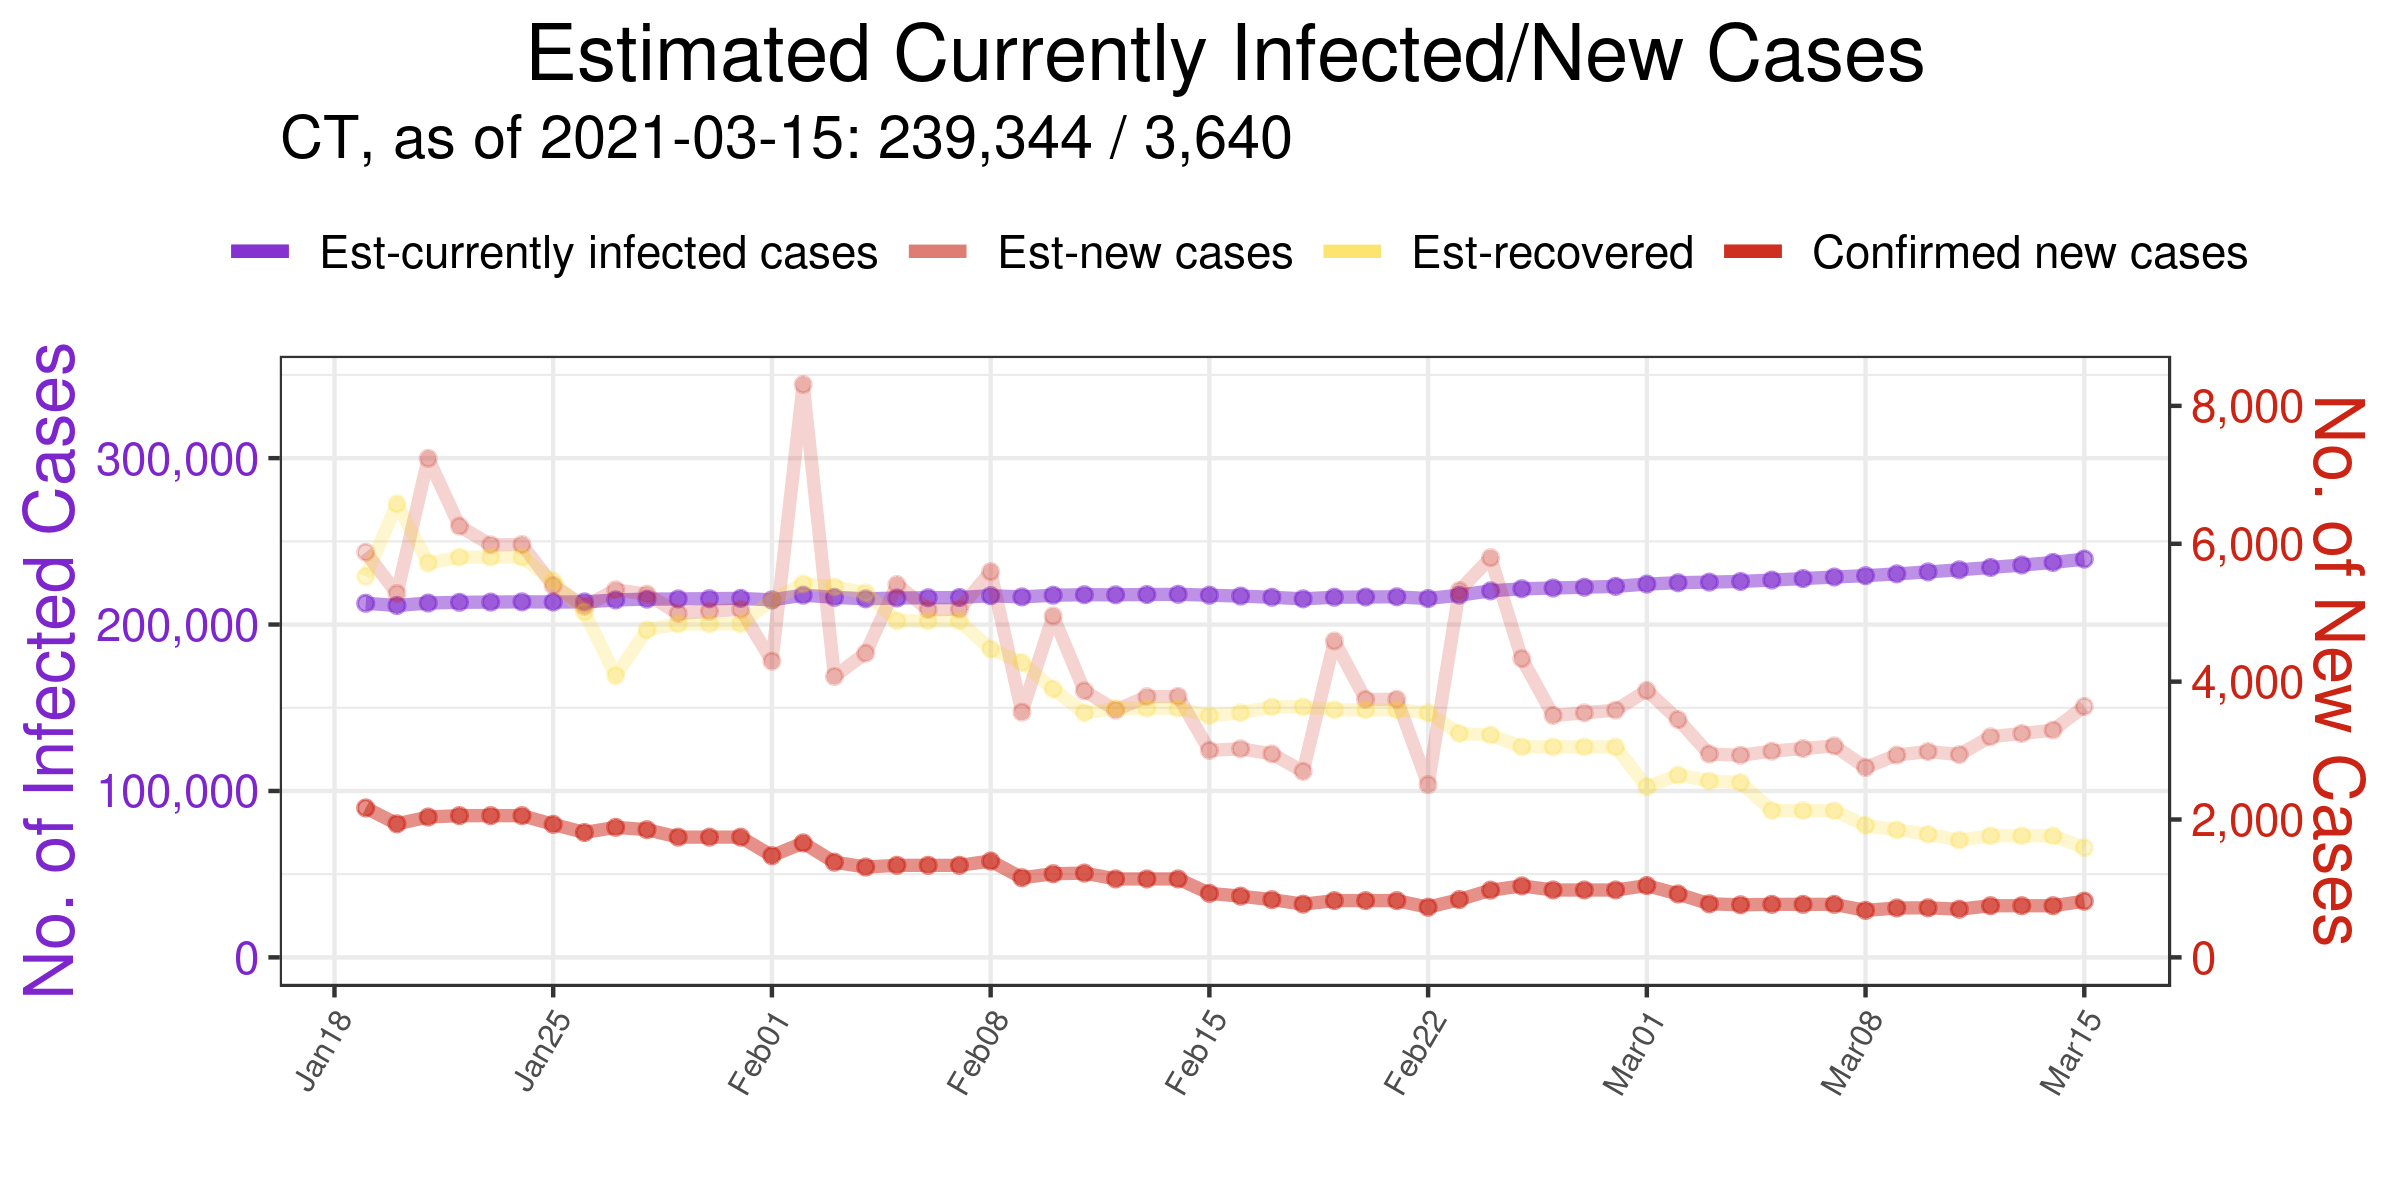 Estimated Currently Infected/New Cases
CT, as of 2021-03-15: 239,344 / 3,640
Est-currently infected cases Est-new cases Est-recovered Confirmed new cases
No. of Infected Cases
300,000
200,000
100,000
0
8,000
6,000
4,000
2,000
0
No. of New Cases
Jan18 Jan25 Feb01 Feb08 Feb15 Feb22 Mar01 Mar08 Mar15